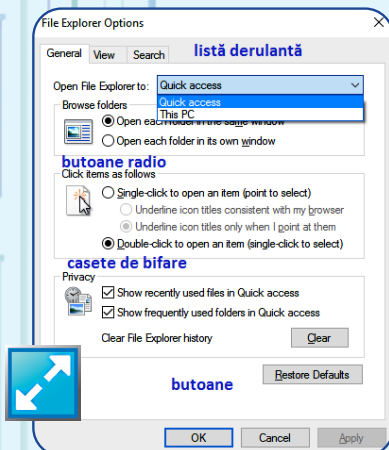 File Explorer Options
General View Search listă derulantă
Open File Explorer to: Quick access
Quick access
This PC
Browse folders
Open each folder in the same window
Open each folder in its own window
butoane radio
Click items as follows
Single-click to open an item (point to select)
Underline icon titles consistent with my browser
Underline icon titles only when I point at them
Double-click to open an item (single-click to select)
casete de bifare
Privacy
Show recently used files in Quick access
Show frequently used folders in Quick access
Clear File Explorer history Clear
Restore Defaults
butoane
OK Cancel Apply